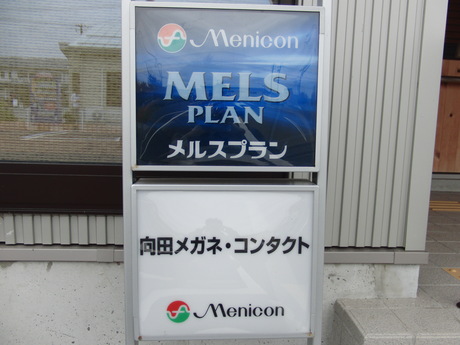 Menicon
MELS
PLAN
メルスプラン
向田メガネ・コンタクト
Menicon